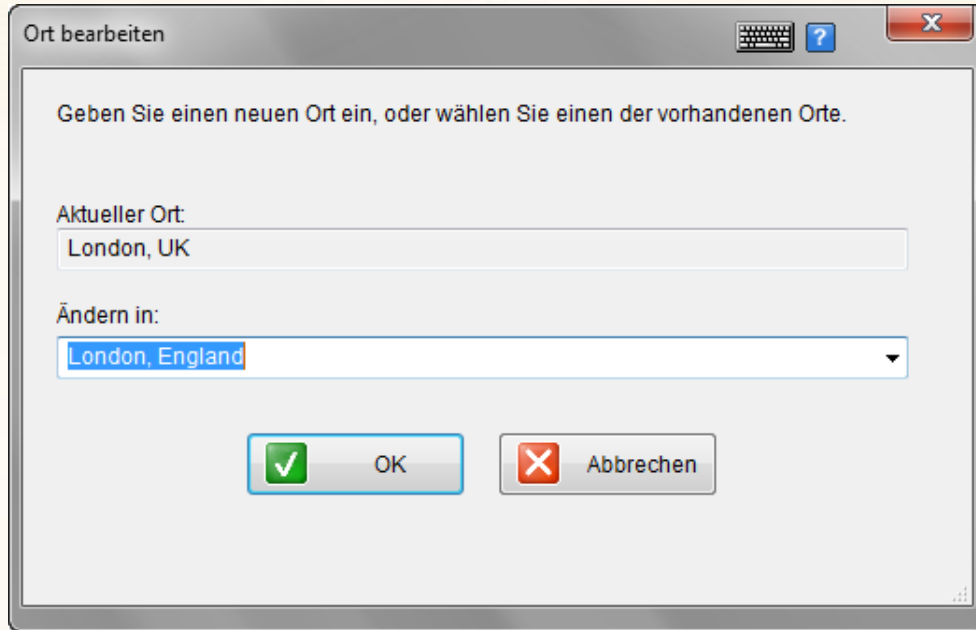 Ort bearbeiten
?
Geben Sie einen neuen Ort ein, oder wählen Sie einen der vorhandenen Orte.
Aktueller Ort:
London, UK
Ändern in:
London, England
OK
Abbrechen